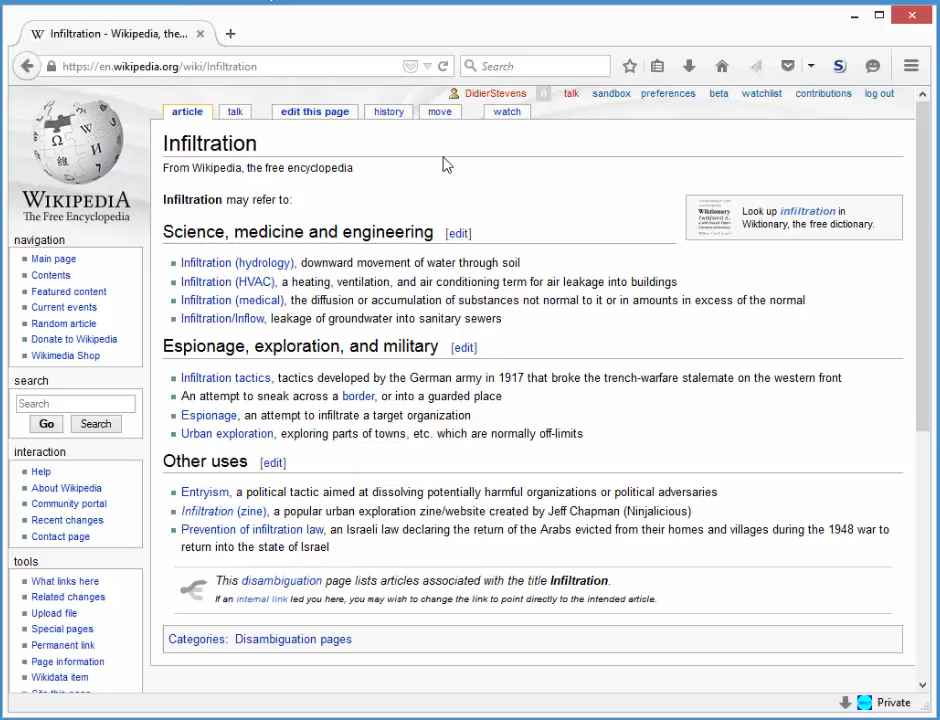 Infiltration - Wikipedia, the...
https://en.wikipedia.org/wiki/Infiltration
Search
DidierStevens 0 talk sandbox preferences beta watchlist contributions log out
article talk edit this page history move watch
WIKIPEDIA
The Free Encyclopedia
navigation
Main page
Contents
Featured content
Current events
Random article
Donate to Wikipedia
Wikimedia Shop
search
Search
Go Search
interaction
Help
About Wikipedia
Community portal
Recent changes
Contact page
tools
What links here
Related changes
Upload file
Special pages
Permanent link
Page information
Wikidata item
Cite this page
Infiltration
From Wikipedia, the free encyclopedia
Infiltration may refer to:
Wiktionary
Look up infiltration in
Wiktionary, the free dictionary.
Science, medicine and engineering [edit]
Infiltration (hydrology), downward movement of water through soil
Infiltration (HVAC), a heating, ventilation, and air conditioning term for air leakage into buildings
Infiltration (medical), the diffusion or accumulation of substances not normal to it or in amounts in excess of the normal
Infiltration/Inflow, leakage of groundwater into sanitary sewers
Espionage, exploration, and military [edit]
Infiltration tactics, tactics developed by the German army in 1917 that broke the trench-warfare stalemate on the western front
An attempt to sneak across a border, or into a guarded place
Espionage, an attempt to infiltrate a target organization
Urban exploration, exploring parts of towns, etc. which are normally off-limits
Other uses [edit]
Entryism, a political tactic aimed at dissolving potentially harmful organizations or political adversaries
Infiltration (zine), a popular urban exploration zine/website created by Jeff Chapman (Ninjalicious)
Prevention of infiltration law, an Israeli law declaring the return of the Arabs evicted from their homes and villages during the 1948 war to
return into the state of Israel
This disambiguation page lists articles associated with the title Infiltration.
If an internal link led you here, you may wish to change the link to point directly to the intended article.
Categories: Disambiguation pages
Private